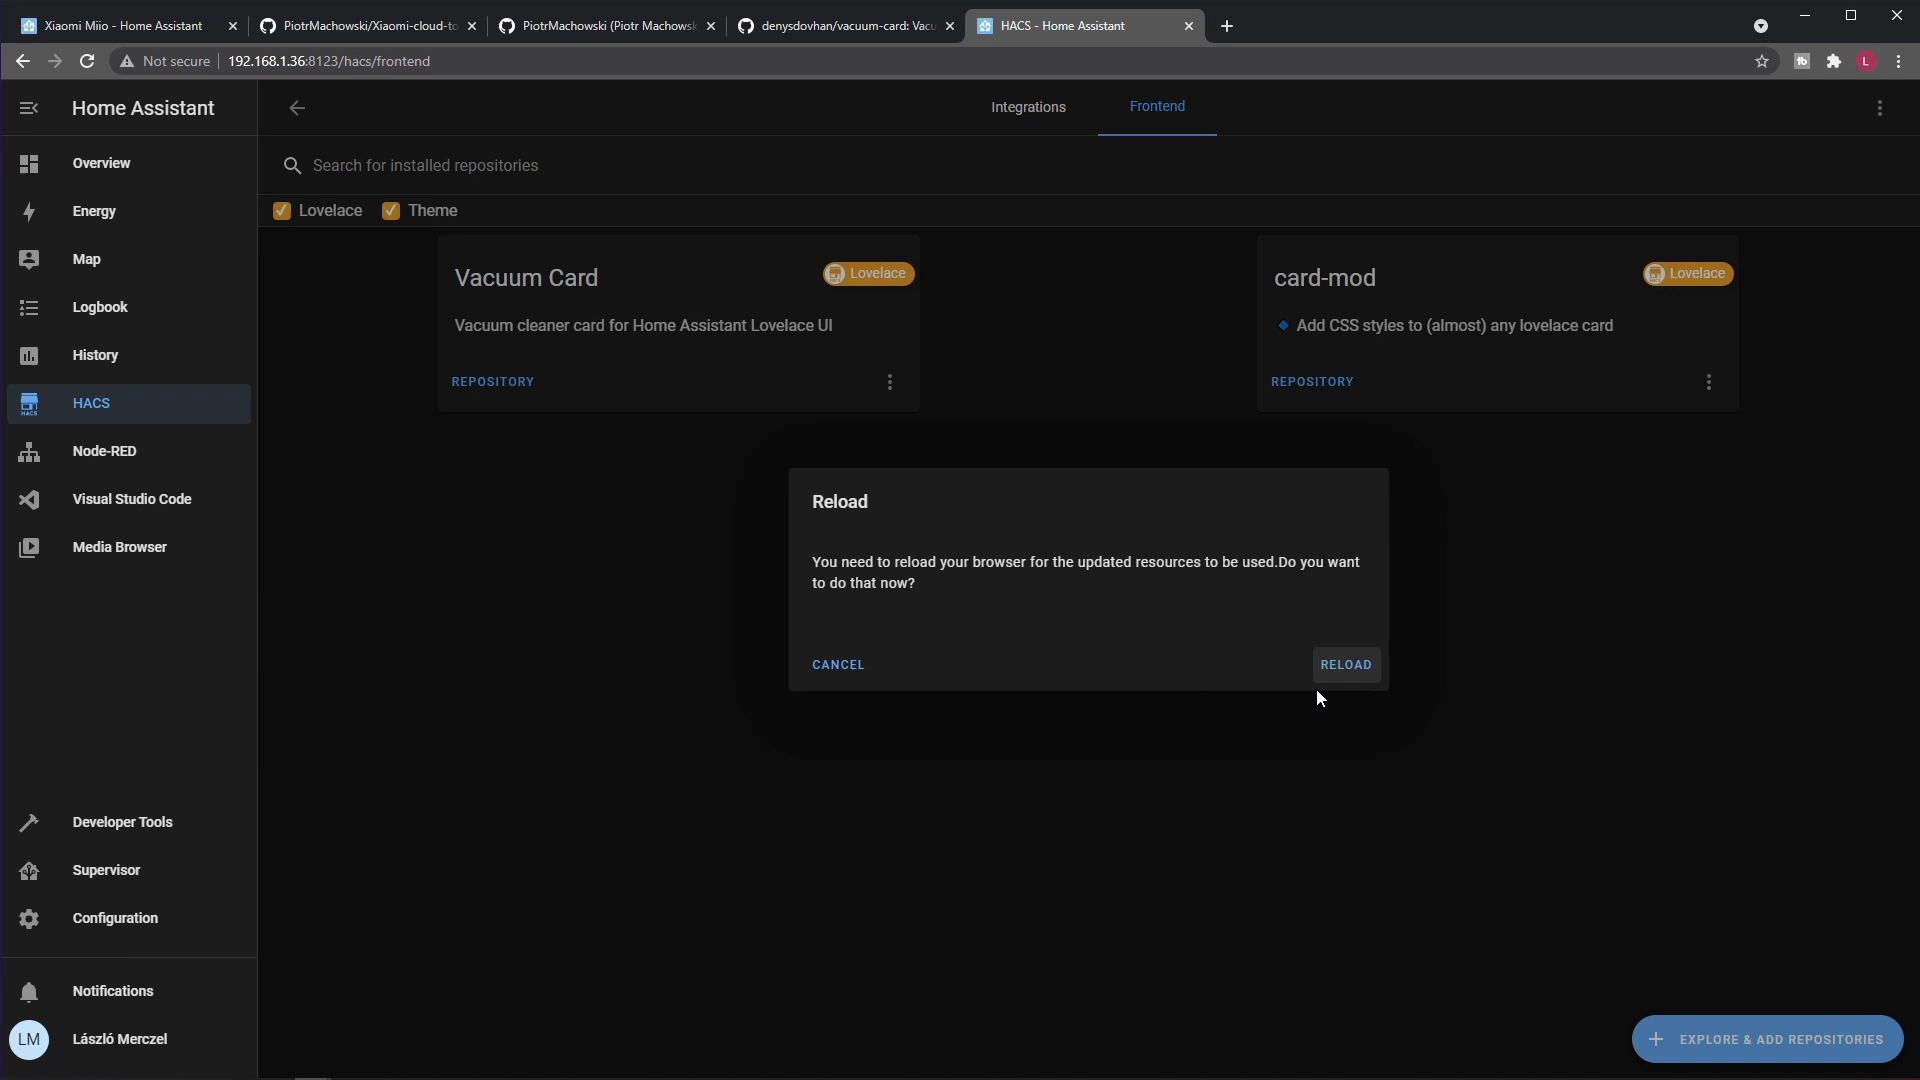 Xiaomi Miio - Home Assistant
PiotrMachowski/Xiaomi-cloud-to
PiotrMachowski (Piotr Machowsk
denysdovhan/vacuum-card: Vacu
HACS - Home Assistant
Not secure
192.168.1.36:8123/hacs/frontend
L
Home Assistant
Integrations
Frontend
Overview
Search for installed repositories
Energy
Lovelace
Theme
Map
Vacuum Card
Lovelace
card-mod
Lovelace
Logbook
Vacuum cleaner card for Home Assistant Lovelace UI
Add CSS styles to (almost) any lovelace card
History
REPOSITORY
REPOSITORY
HACS
HACS
Node-RED
Visual Studio Code
Media Browser
Reload
You need to reload your browser for the updated resources to be used.Do you want
to do that now?
CANCEL
RELOAD
Developer Tools
Supervisor
Configuration
Notifications
LM
László Merczel
EXPLORE & ADD REPOSITORIES